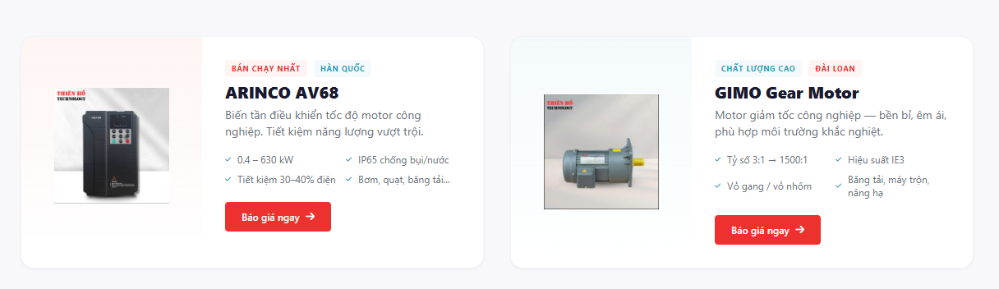 THIÊN HỒ
TECHNOLOGY
BÁN CHẠY NHẤT
HÀN QUỐC
ARINCO AV68
Biến tần điều khiển tốc độ motor công
nghiệp. Tiết kiệm năng lượng vượt trội.
0.4 – 630 kW
IP65 chống bụi/nước
Tiết kiệm 30–40% điện
Bơm, quạt, băng tải...
Báo giá ngay →
THIÊN HỒ
TECHNOLOGY
CHẤT LƯỢNG CAO
ĐÀI LOAN
GIMO Gear Motor
Motor giảm tốc công nghiệp — bền bỉ, êm ái,
phù hợp môi trường khắc nghiệt.
Tỷ số 3:1 → 1500:1
Hiệu suất IE3
Vỏ gang / vỏ nhôm
Băng tải, máy trộn,
nâng hạ
Báo giá ngay →